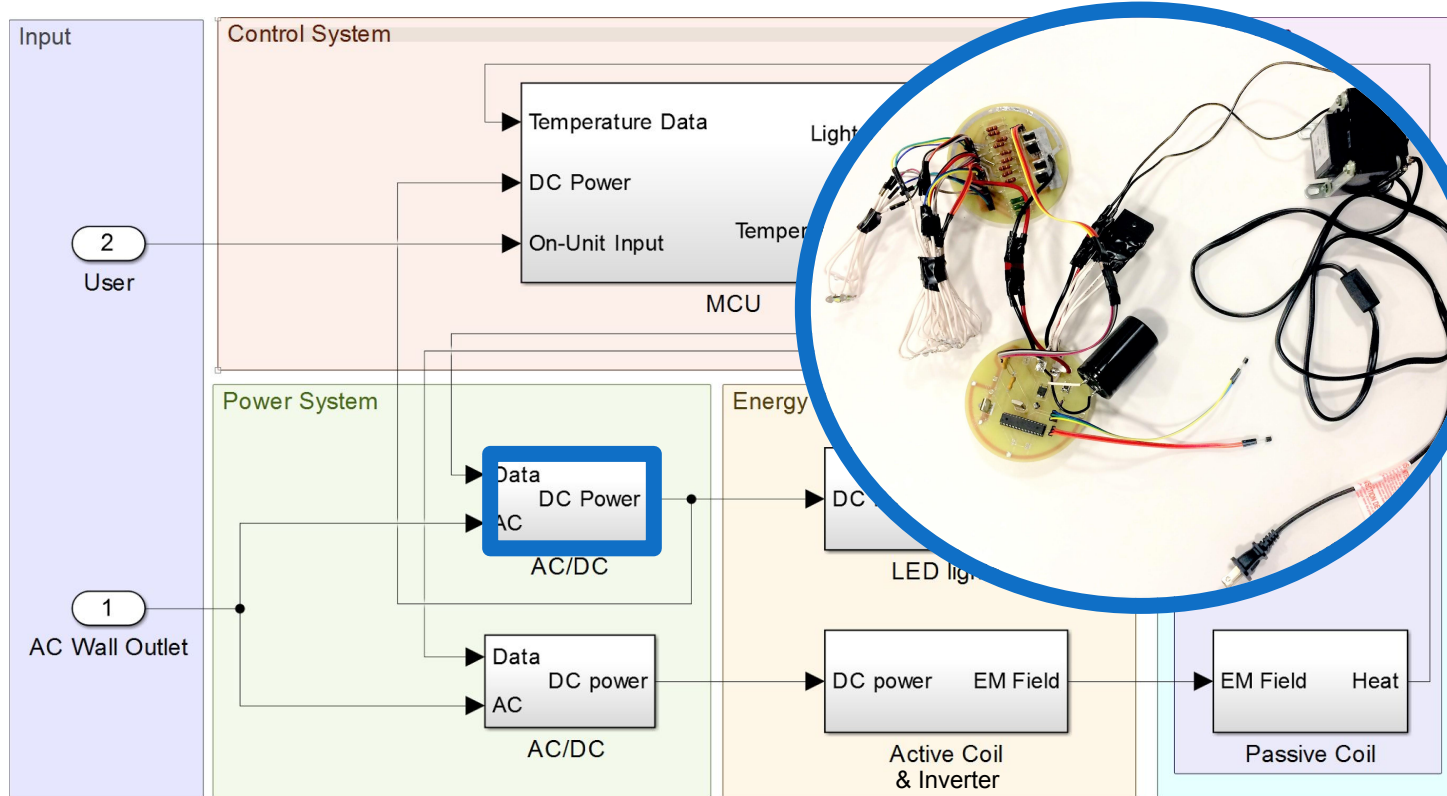 Input
Control System
Temperature Data
Light
DC Power
2
On-Unit Input
Temper
User
MCU
Power System
Energy
Data
DC Power
AC
DC
AC/DC
LED light
1
AC Wall Outlet
Data
DC power
AC
AC/DC
DC power
EM Field
Active Coil
& Inverter
EM Field
Heat
Passive Coil